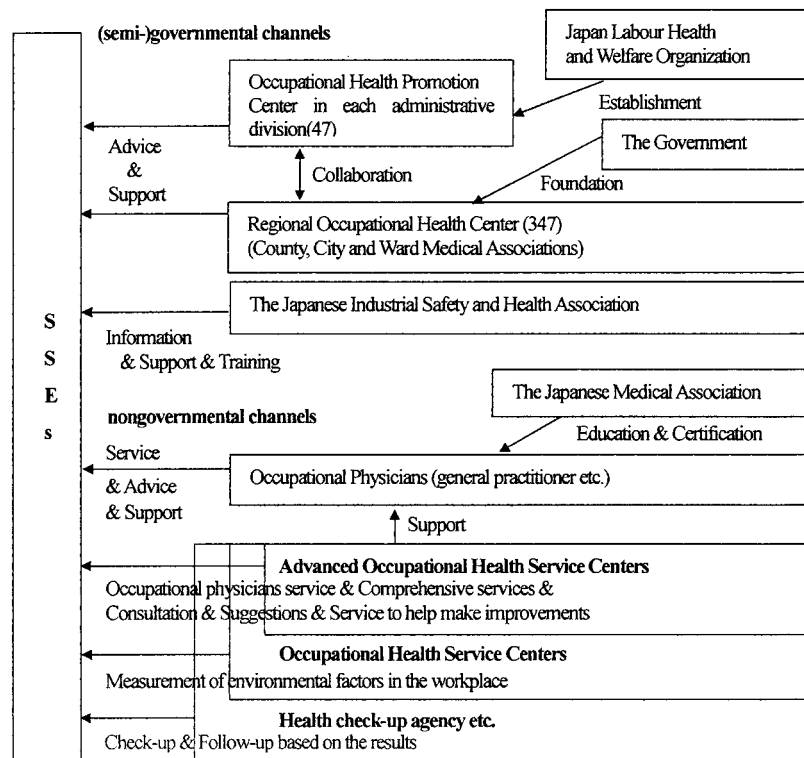 (semi-)governmental channels
Japan Labour Health
and Welfare Organization
Occupational Health Promotion
Center in each administrative
division(47)
Establishment
Advice
&
Support
Collaboration
The Government
Foundation
Regional Occupational Health Center (347)
(County, City and Ward Medical Associations)
The Japanese Industrial Safety and Health Association
S
S
E
s
Information
& Support & Training
The Japanese Medical Association
nongovernmental channels
Education & Certification
Service
& Advice
& Support
Occupational Physicians (general practitioner etc.)
Support
Advanced Occupational Health Service Centers
Occupational physicians service & Comprehensive services &
Consultation & Suggestions & Service to help make improvements
Occupational Health Service Centers
Measurement of environmental factors in the workplace
Health check-up agency etc.
Check-up & Follow-up based on the results